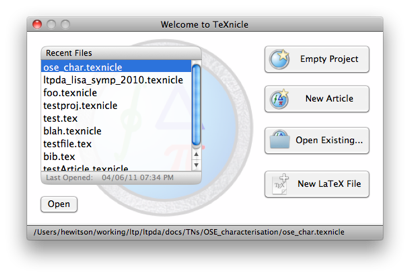 Welcome to TeXnicle
Recent Files
ose_char.texnicle
ltpda_lisa_symp_2010.texnicle
foo.texnicle
testproj.texnicle
test.tex
blah.texnicle
testfile.tex
bib.tex
testArticle.texnicle
Last Opened: 04/06/11 07:34 PM
Open
Empty Project
New Article
Open Existing...
TeX
New LaTeX File
/Users/hewitson/working/ltp/ltpda/docs/TNs/OSE_characterisation/ose_char.texnicle